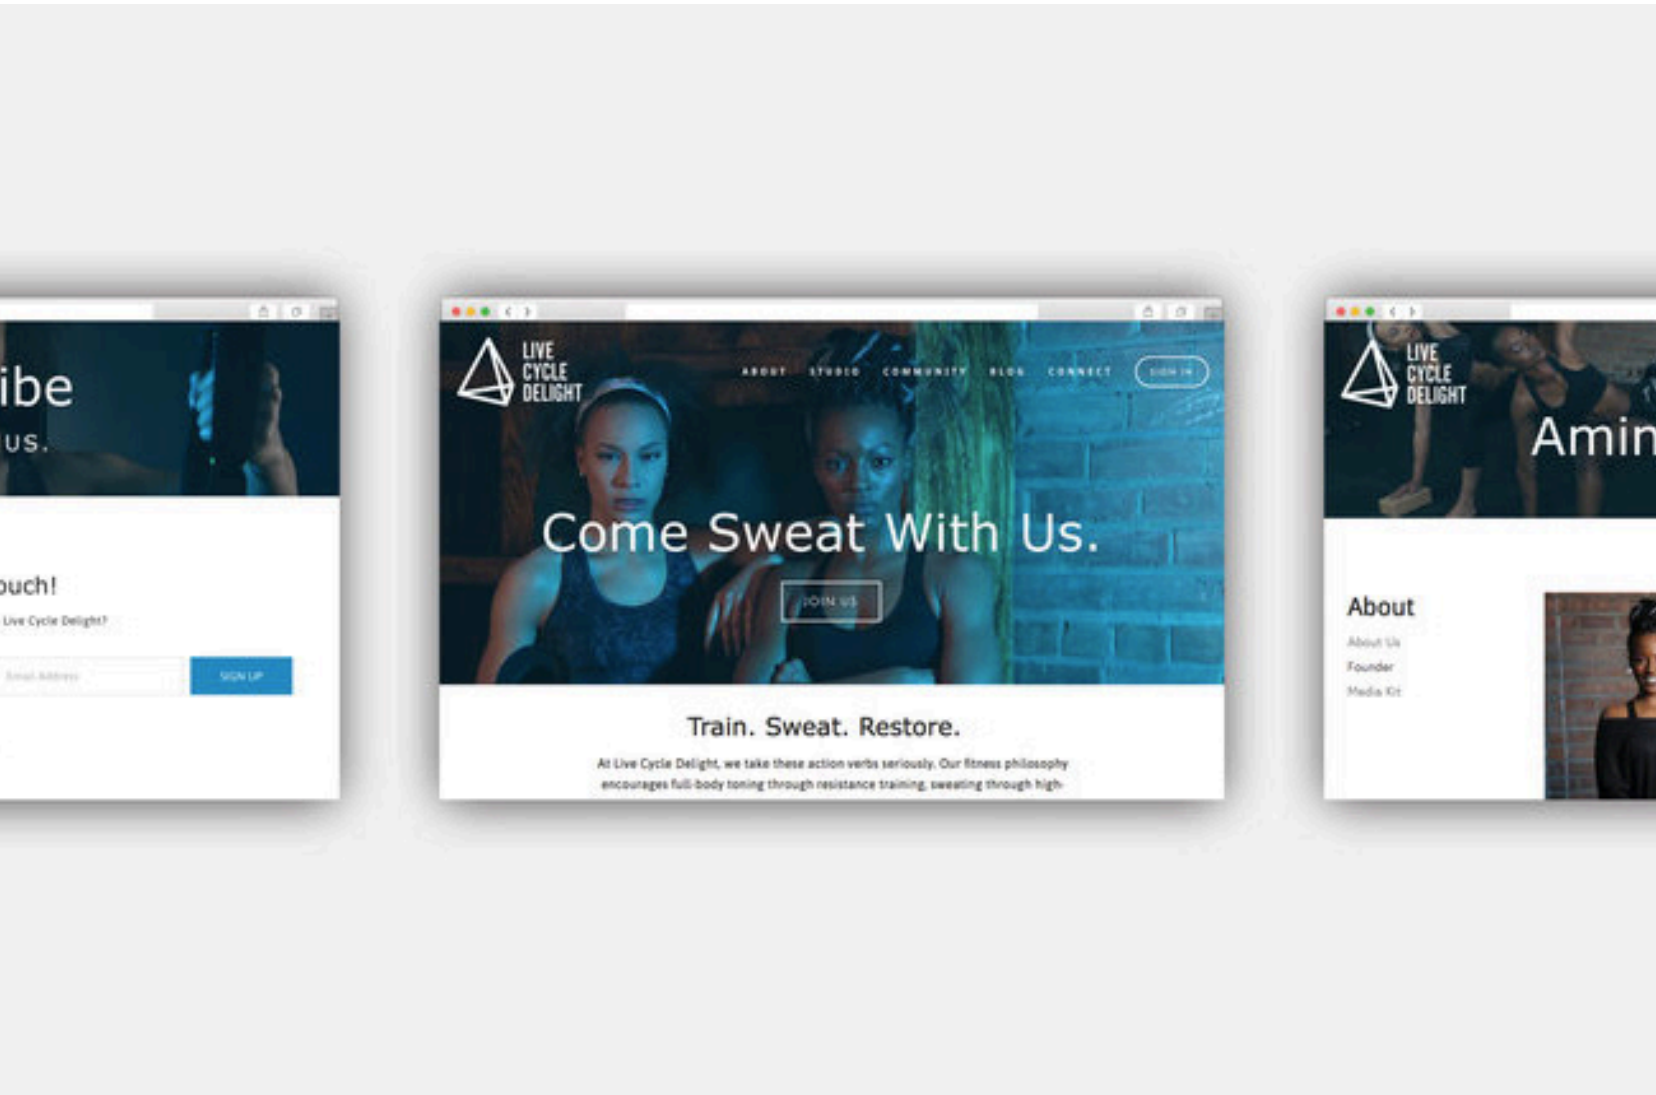 ibe
us.
ouch!
Live Cycle Delight?
Email Address
SIGN UP
LIVE
CYCLE
DELIGHT
ABOUT STUDIO COMMUNITY BLOG CONNECT SIGN IN
Come Sweat With Us.
JOIN US
Train. Sweat. Restore.
At Live Cycle Delight, we take these action verbs seriously. Our fitness philosophy
encourages full-body toning through resistance training, sweating through high-
LIVE
CYCLE
DELIGHT
Amin
About
About Us
Founder
Media Kit